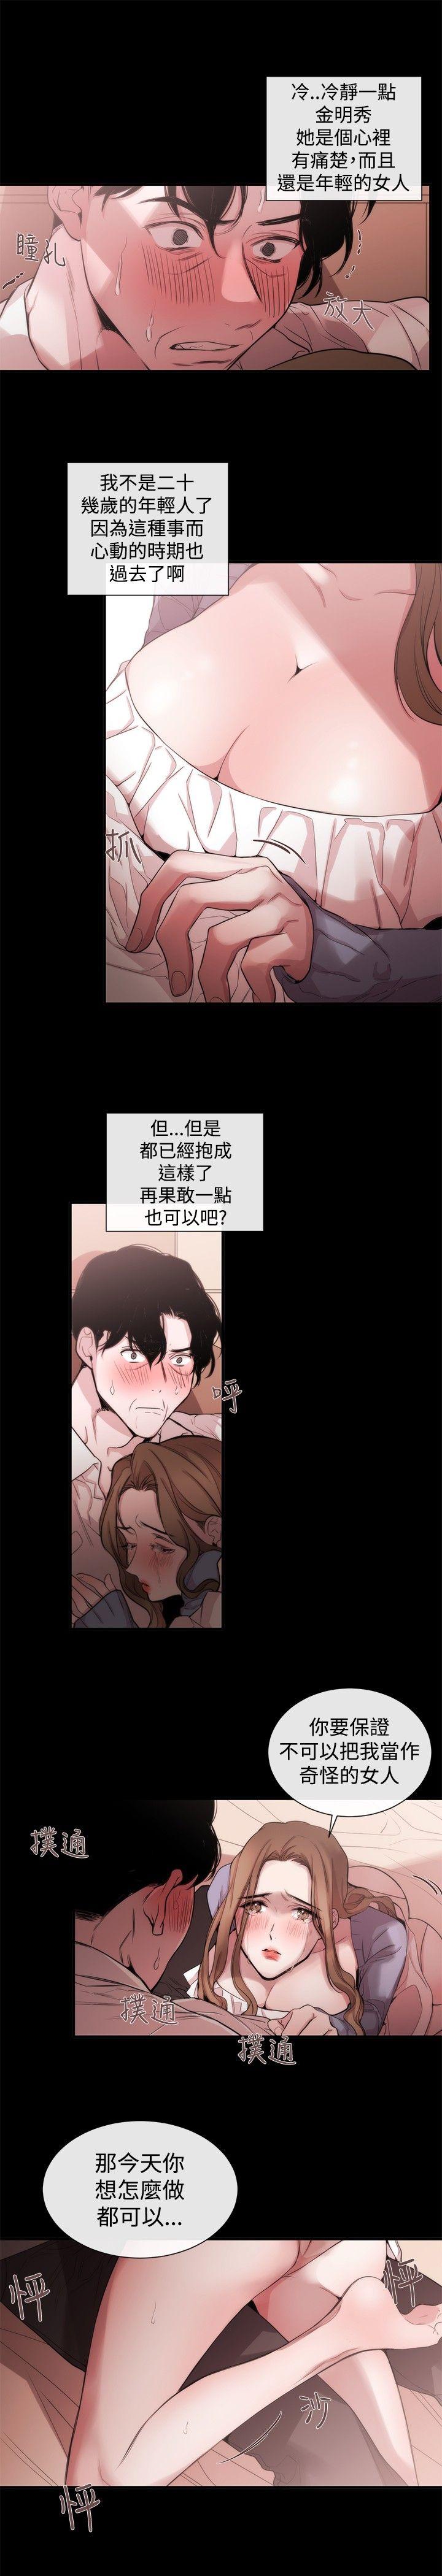 冷..冷靜一點
金明秀
她是個心裡
有痛楚，而且
還是年輕的女人
瞳孔
放大
我不是二十
幾歲的年輕人了
因為這種事而
心動的時期也
過去了啊
抓
但...但是
都已經抱成
這樣了
再果敢一點
也可以吧?
呼
你要保證
不可以把我當作
奇怪的女人
撲通
撲通
撲通
那今天你
想怎麼做
都可以...
怦
怦
沙
怦